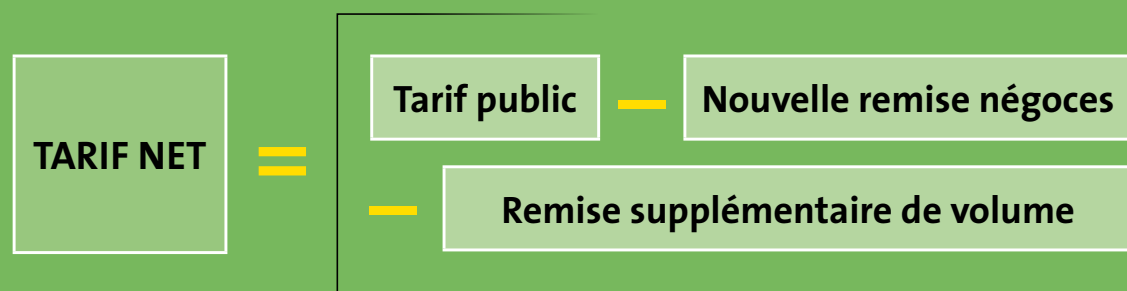 TARIF NET =
Tarif public – Nouvelle remise négoces
– Remise supplémentaire de volume